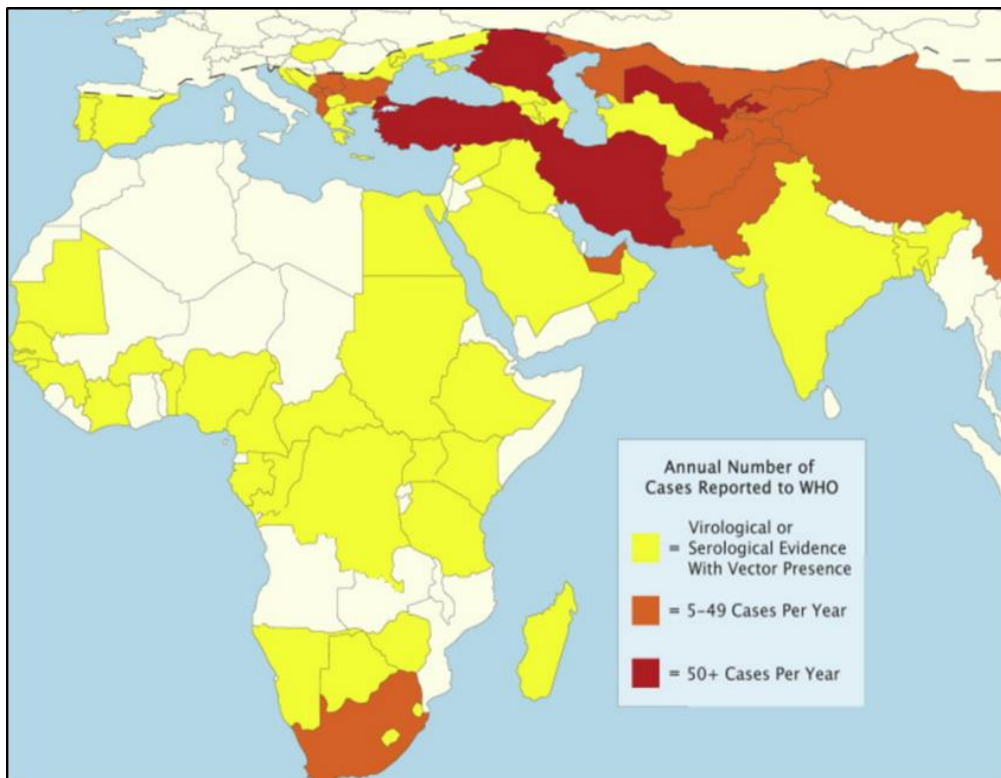 Annual Number of
Cases Reported to WHO
Virological or
= Serological Evidence
With Vector Presence
= 5-49 Cases Per Year
= 50+ Cases Per Year